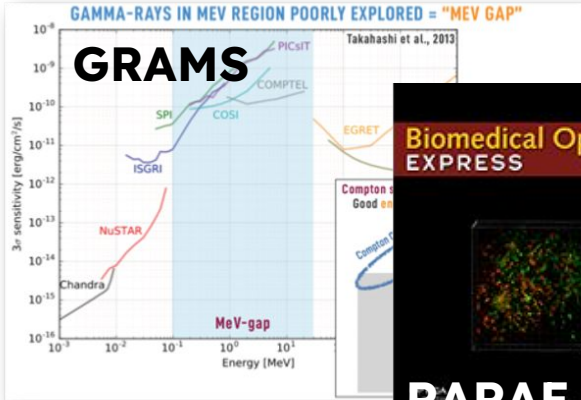 GAMMA-RAYS IN MEV REGION POORLY EXPLORED = "MEV GAP"
10⁻⁸
Takahashi et al., 2013
GRAMS
PICsIT
10⁻⁹
COMPTEL
10⁻¹⁰
SPI
COSI
EGRET
10⁻¹¹
ISGRI
10⁻¹²
10⁻¹³
NuSTAR
10⁻¹⁴
Chandra
10⁻¹⁵
MeV-gap
10⁻¹⁶
10⁻³ 10⁻² 10⁻¹ 10⁰ 10¹
Energy [MeV]
3σ sensitivity [erg/cm²/s]
Biomedical Op
EXPRESS
Compton s
Good en
Compton